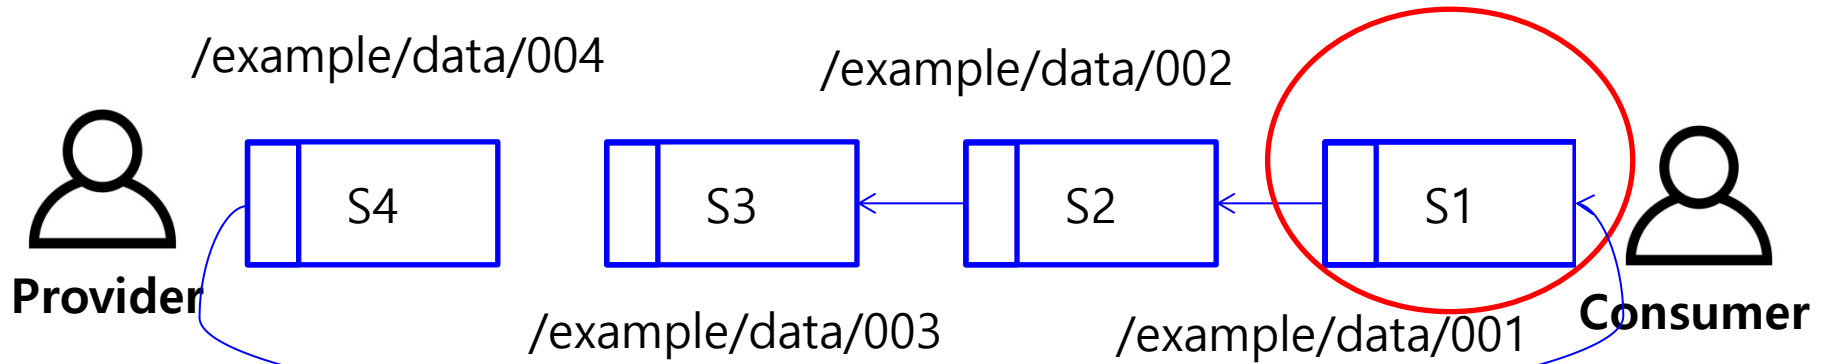 /example/data/004
/example/data/002
S4
S3
S2
S1
Provider
Consumer
/example/data/003
/example/data/001